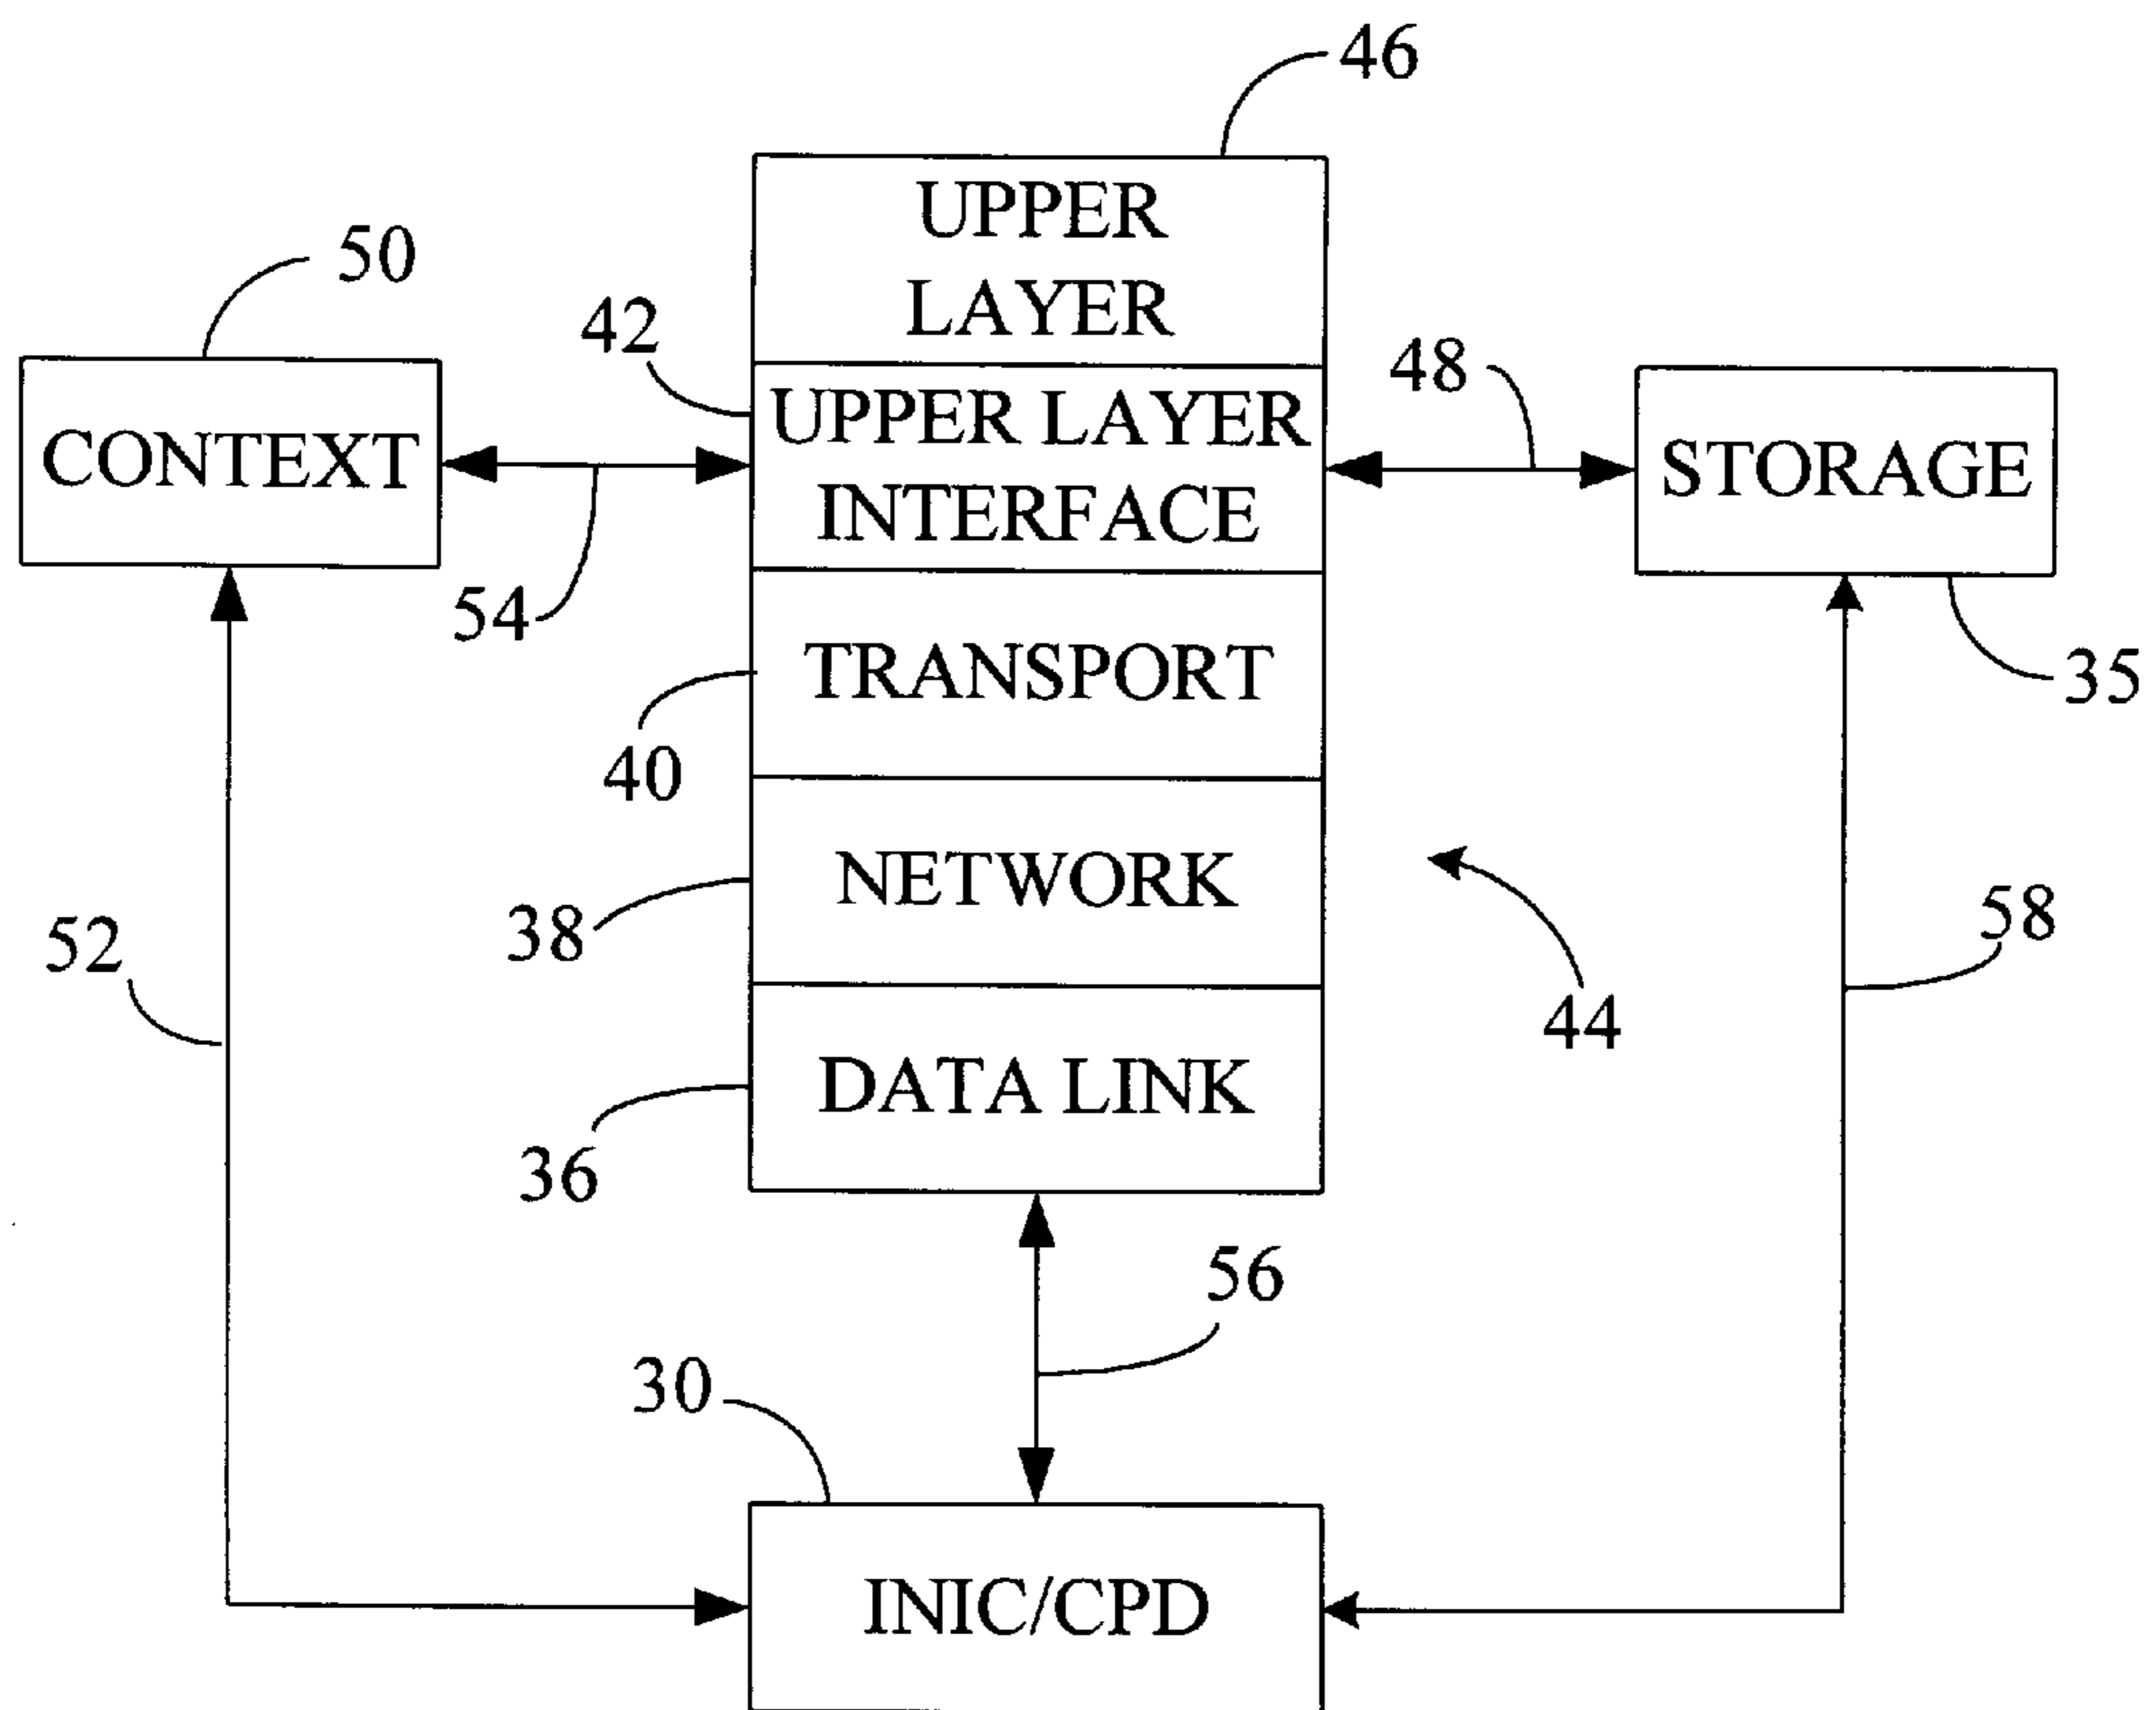 46
UPPER
LAYER
50
42
48
CONTEXT
UPPER LAYER
INTERFACE
STORAGE
54
TRANSPORT
35
40
NETWORK
38
58
52
44
DATA LINK
36
56
30
INIC/CPD